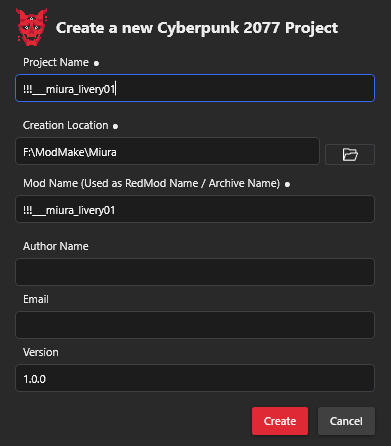 Create a new Cyberpunk 2077 Project
Project Name ●
!!!___miura_livery01
Creation Location ●
F:\ModMake\Miura
Mod Name (Used as RedMod Name / Archive Name) ●
!!!___miura_livery01
Author Name
Email
Version
1.0.0
Create Cancel